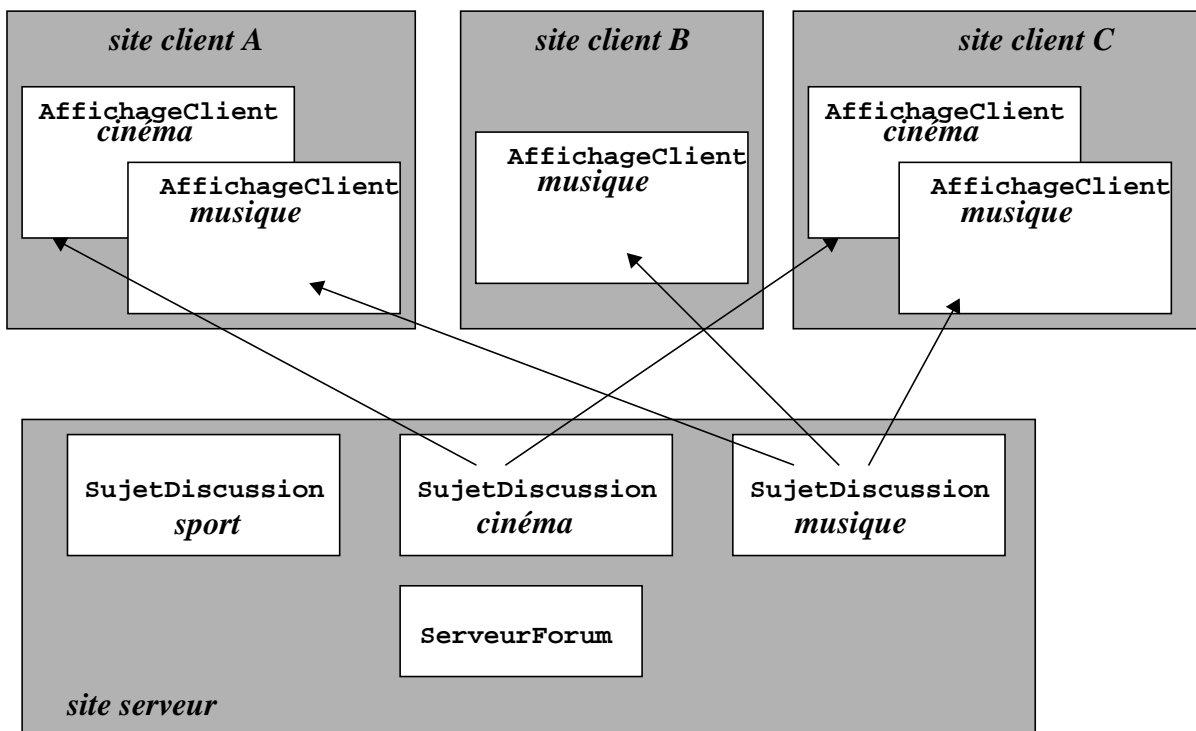 site client A
AffichageClient
cinéma
AffichageClient
musique
site client B
AffichageClient
musique
site client C
AffichageClient
cinéma
AffichageClient
musique
SujetDiscussion
sport
SujetDiscussion
cinéma
SujetDiscussion
musique
ServeurForum
site serveur